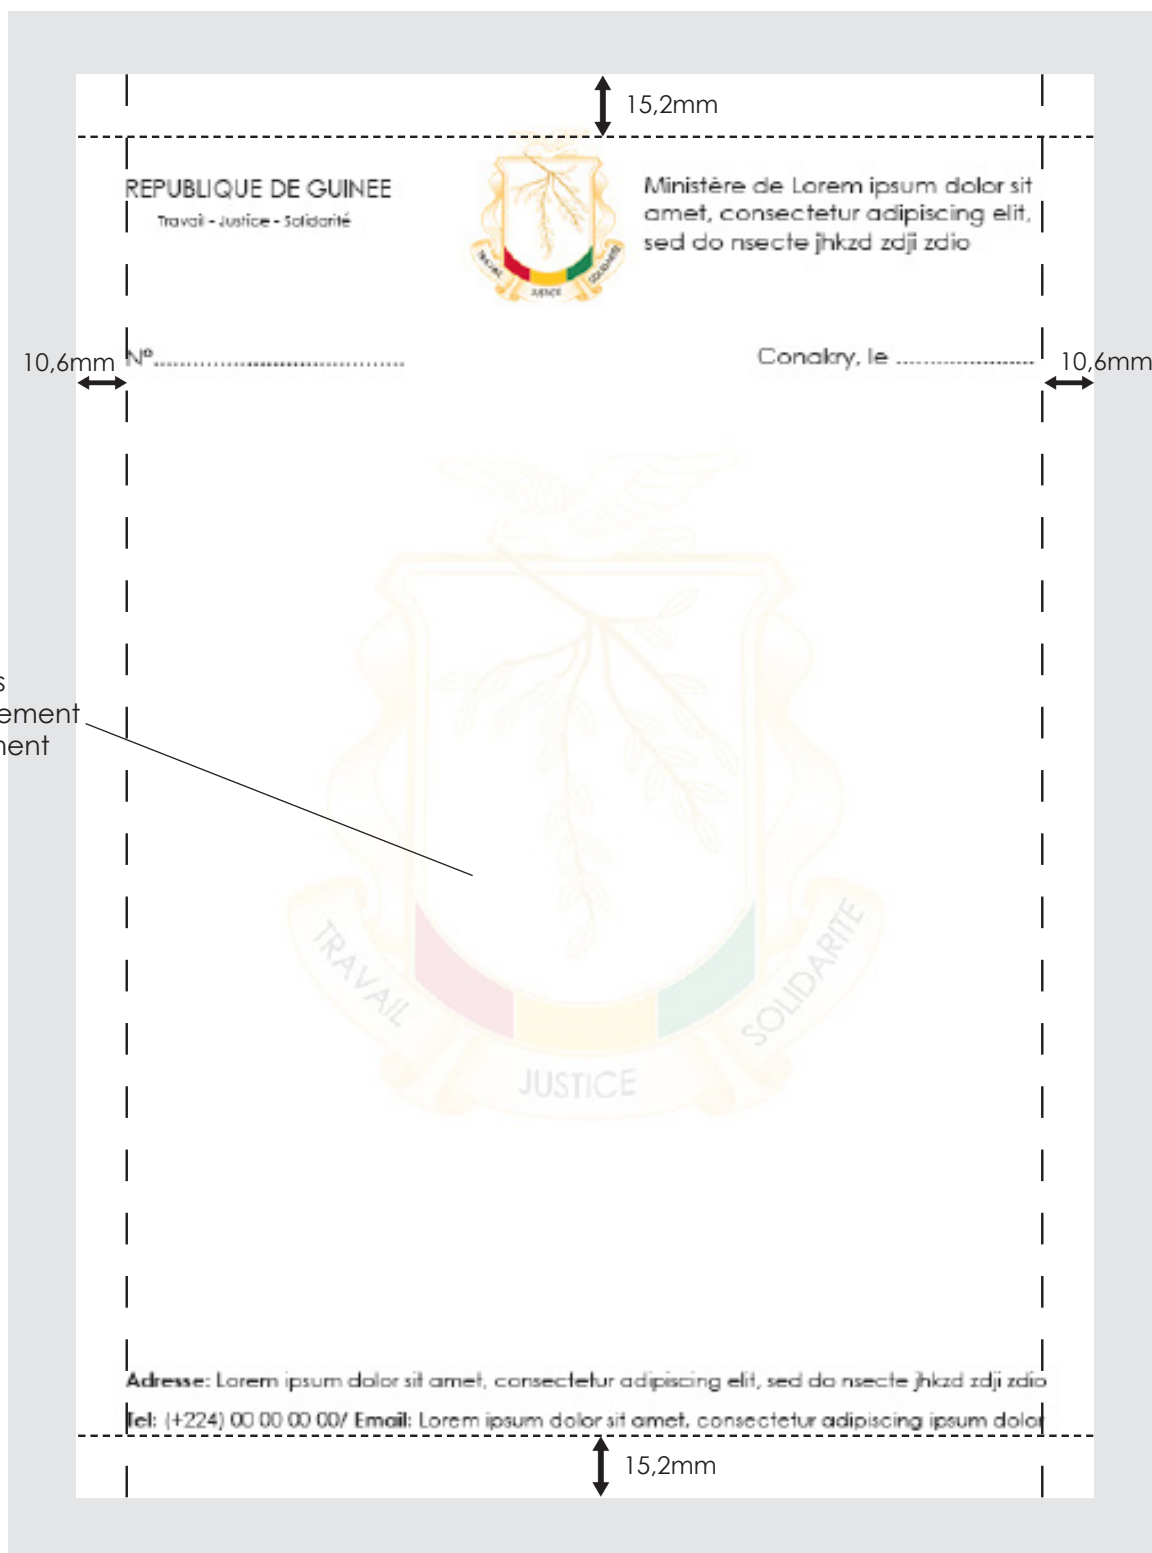 15,2mm
REPUBLIQUE DE GUINEE
Travail - Justice - Solidarité
TRAVAIL
JUSTICE
SOLIDARITE
Ministère de Lorem ipsum dolor sit
amet, consectetur adipiscing elit,
sed do nsecte jhkzd zdji zdio
10,6mm
N°......................................
Conakry, le ......................
10,6mm
s
ement
ent
TRAVAIL
JUSTICE
SOLIDARITE
Adresse: Lorem ipsum dolor sit amet, consectetur adipiscing elit, sed do nsecte jhkzd zdji zdio
Tel: (+224) 00 00 00 00/ Email: Lorem ipsum dolor sit amet, consectetur adipiscing ipsum dolor
15,2mm